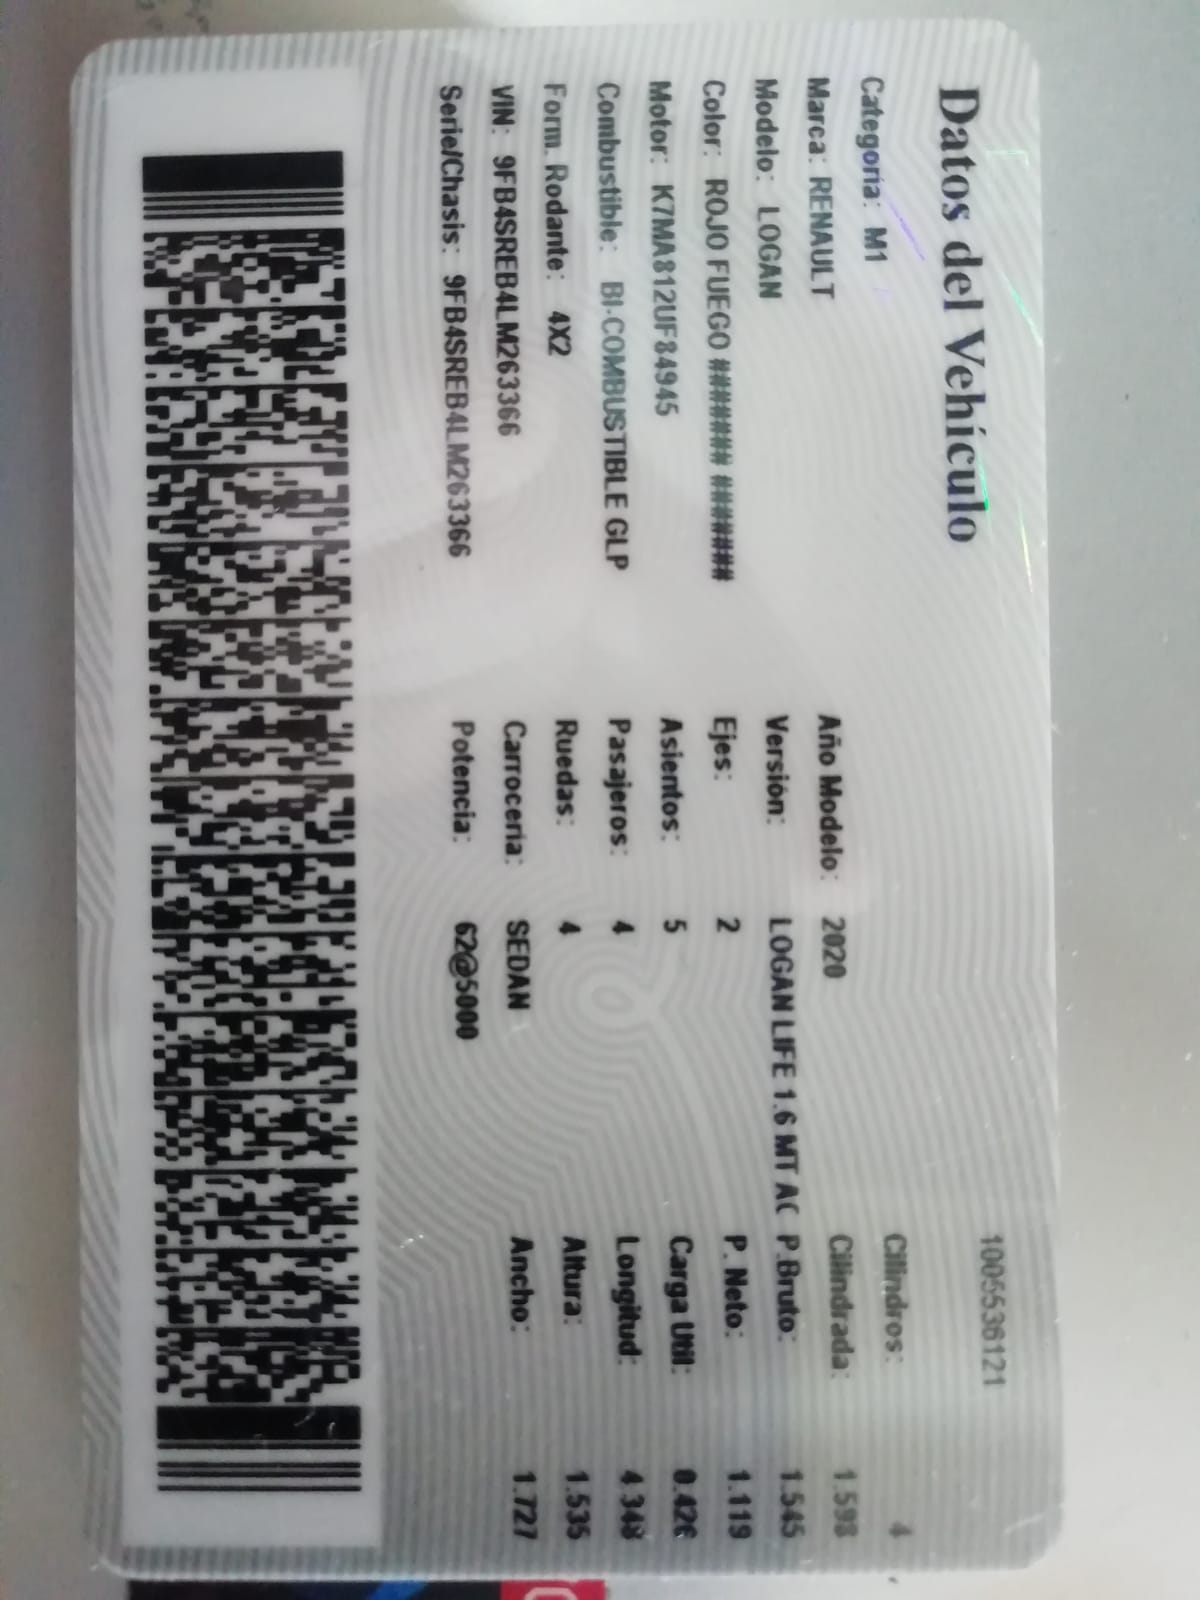 Datos del Vehículo
1005536121
Categoría: M1
Cilindros: 4
Marca: RENAULT
Año Modelo: 2020
Cilindrada: 1.598
Modelo: LOGAN
Versión: LOGAN LIFE 1.6 MT AC
P.Bruto: 1.545
Color: ROJO FUEGO ###### ######
Ejes: 2
P. Neto: 1.119
Motor: K7MA812UF84945
Asientos: 5
Carga Util: 0.426
Combustible: BI-COMBUSTIBLE GLP
Pasajeros: 4
Longitud: 4.348
Form. Rodante: 4X2
Ruedas: 4
Altura: 1.535
VIN: 9FB4SREB4LM263366
Carrocería: SEDAN
Ancho: 1.727
Serie/Chasis: 9FB4SREB4LM263366
Potencia: 62@5000